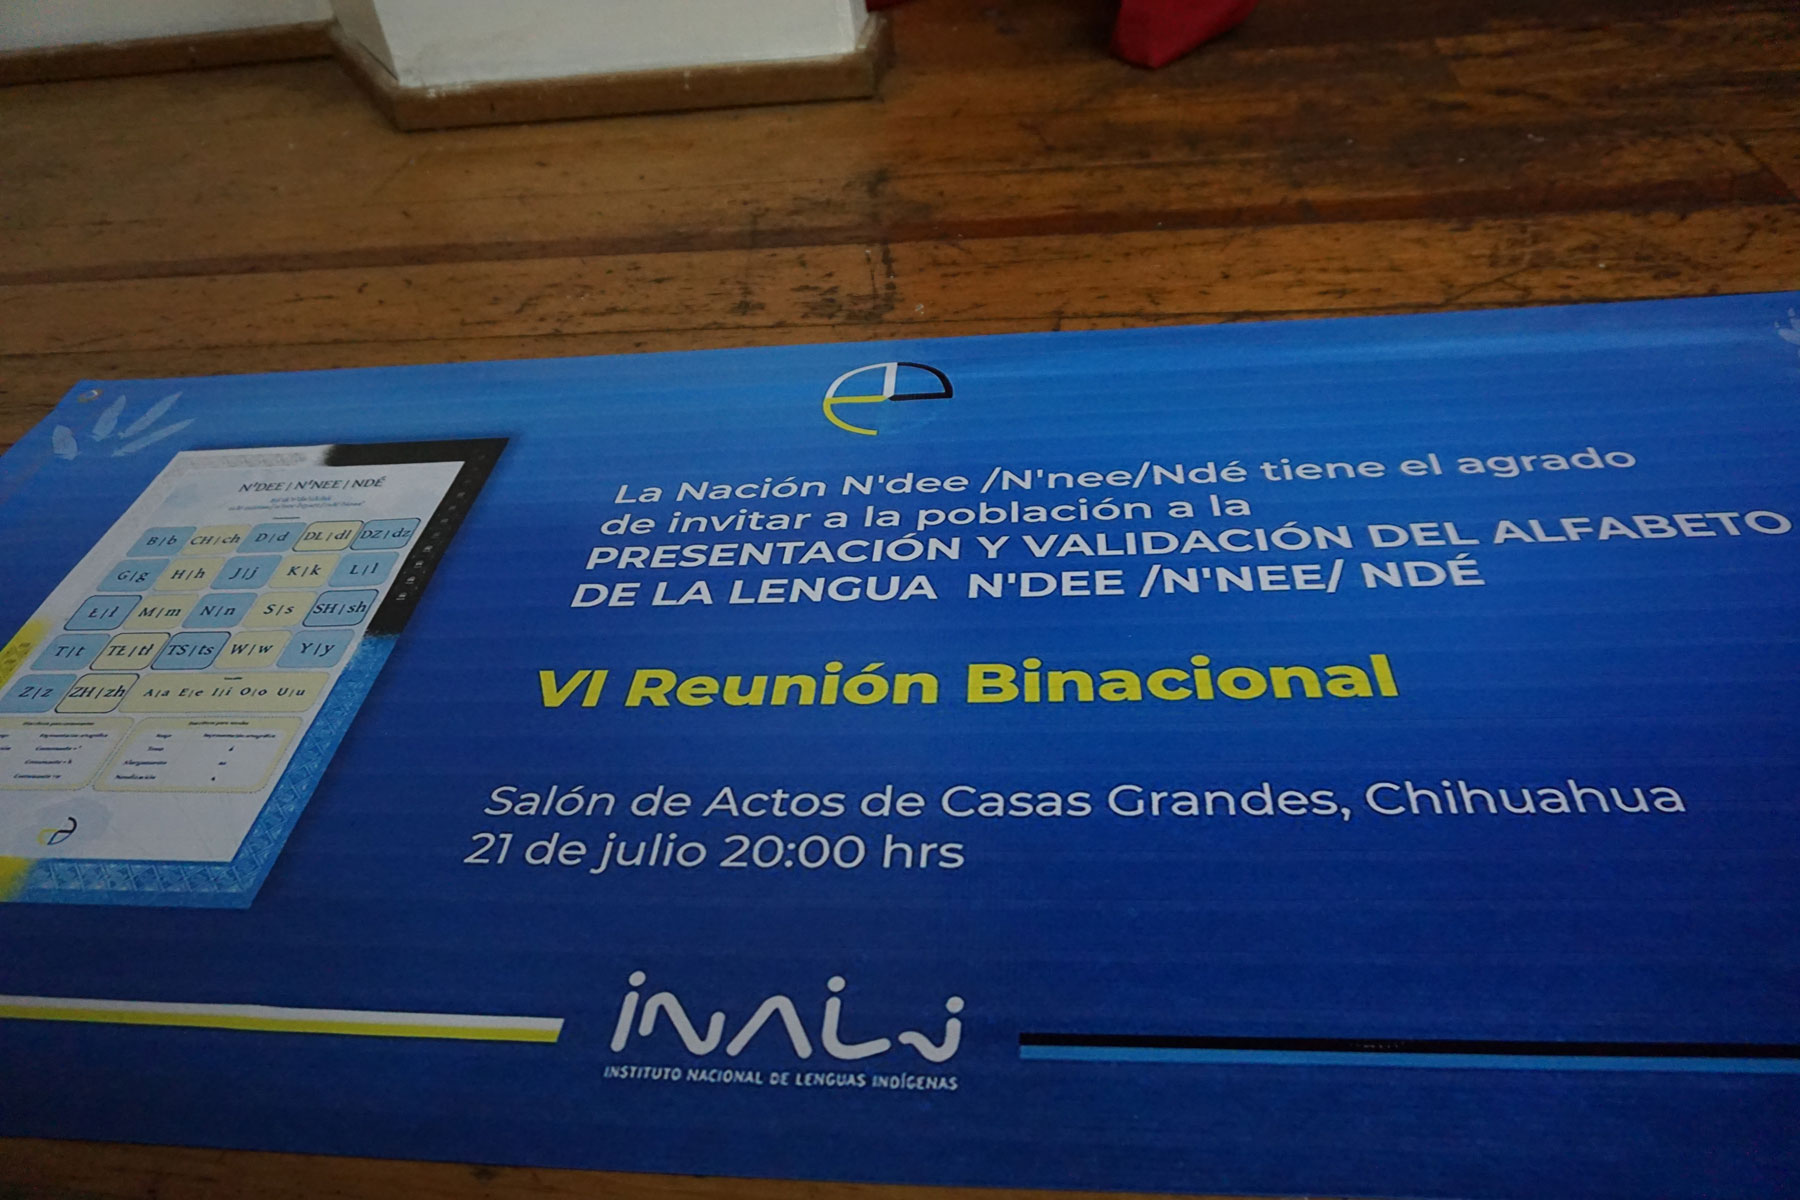 La Nación N'dee /N'nee/Ndé tiene el agrado
de invitar a la población a la
PRESENTACIÓN Y VALIDACIÓN DEL ALFABETO
DE LA LENGUA N'DEE /N'NEE/ NDÉ
VI Reunión Binacional
Salón de Actos de Casas Grandes, Chihuahua
21 de julio 20:00 hrs
N'DEE | N'NEE | NDÉ
B|b CH|ch D|d DL|dl DZ|dz
G|g H|h J|j K|k L|l
Ł|ł M|m N|n S|s SH|sh
T|t TŁ|tł TS|ts W|w Y|y
Z|z ZH|zh A|a E|e I|i O|o U|u
INALI
INSTITUTO NACIONAL DE LENGUAS INDÍGENAS